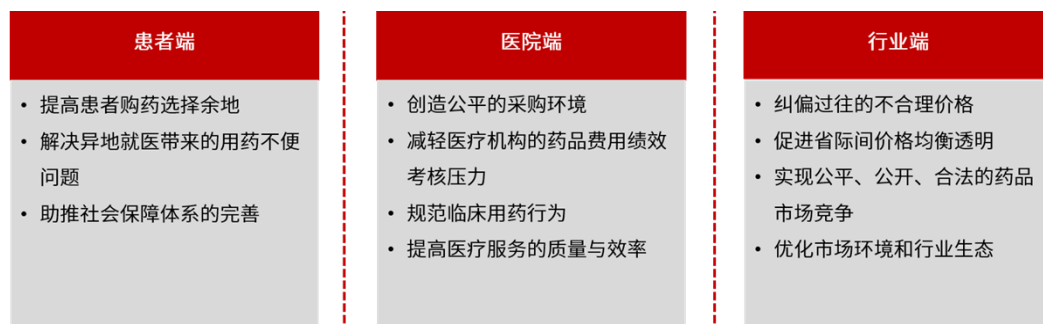 患者端
• 提高患者购药选择余地
• 解决异地就医带来的用药不便
问题
• 助推社会保障体系的完善
医院端
• 创造公平的采购环境
• 减轻医疗机构的药品费用绩效
考核压力
• 规范临床用药行为
• 提高医疗服务的质量与效率
行业端
• 纠偏过往的不合理价格
• 促进省际间价格均衡透明
• 实现公平、公开、合法的药品
市场竞争
• 优化市场环境和行业生态